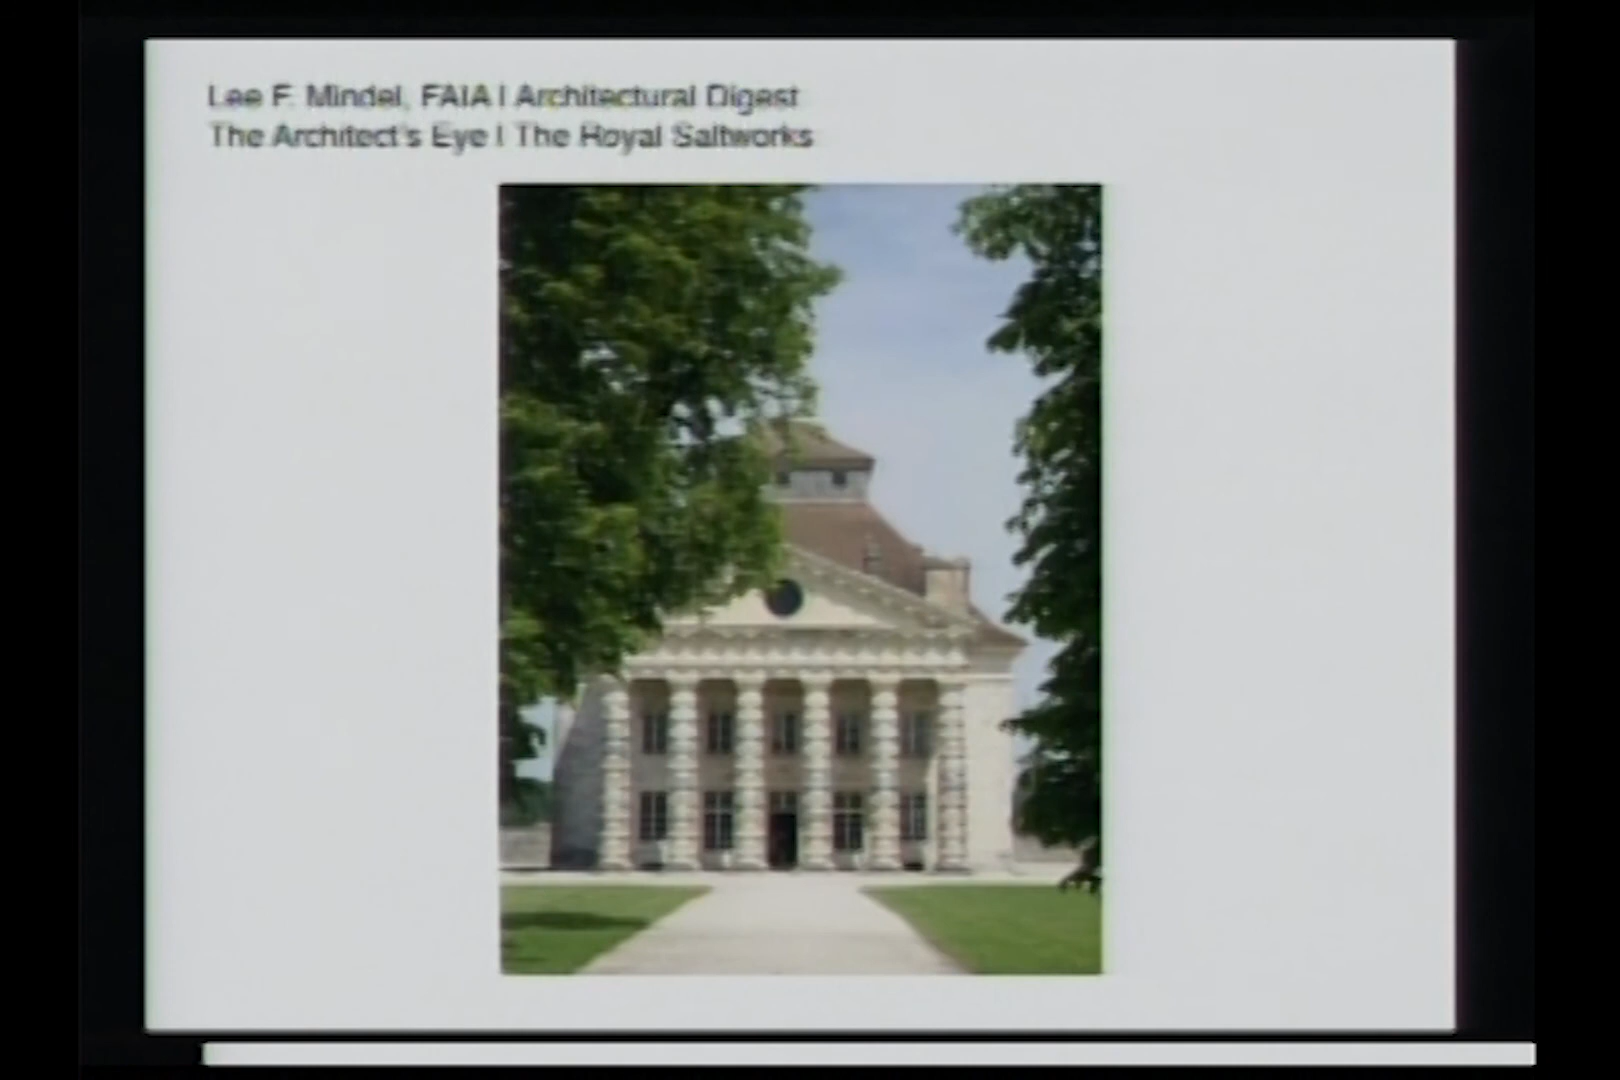 Lee F. Mindel, FAIA | Architectural Digest
The Architect's Eye | The Royal Saltworks